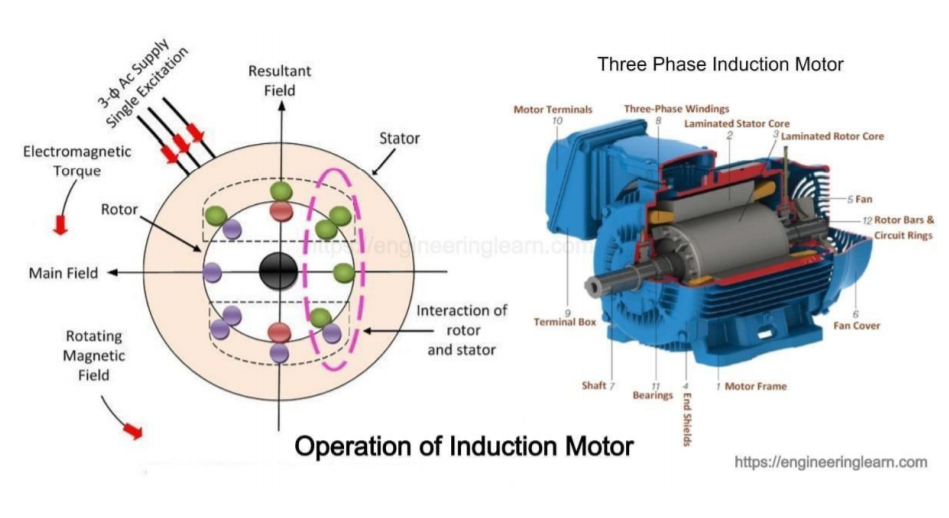 3-ф Ac Supply
Single Excitation
Resultant
Field
Stator
Electromagnetic
Torque
Rotor
Main Field
Interaction of
rotor
and stator
Rotating
Magnetic
Field
https://engineeringlearn.com
Operation of Induction Motor
Three Phase Induction Motor
Motor Terminals
10
Three-Phase Windings
8
Laminated Stator Core
2
3 Laminated Rotor Core
5 Fan
12 Rotor Bars &
Circuit Rings
6
Fan Cover
9
Terminal Box
Shaft 7
11
Bearings
4 End Shields
1 Motor Frame
https://engineeringlearn.com